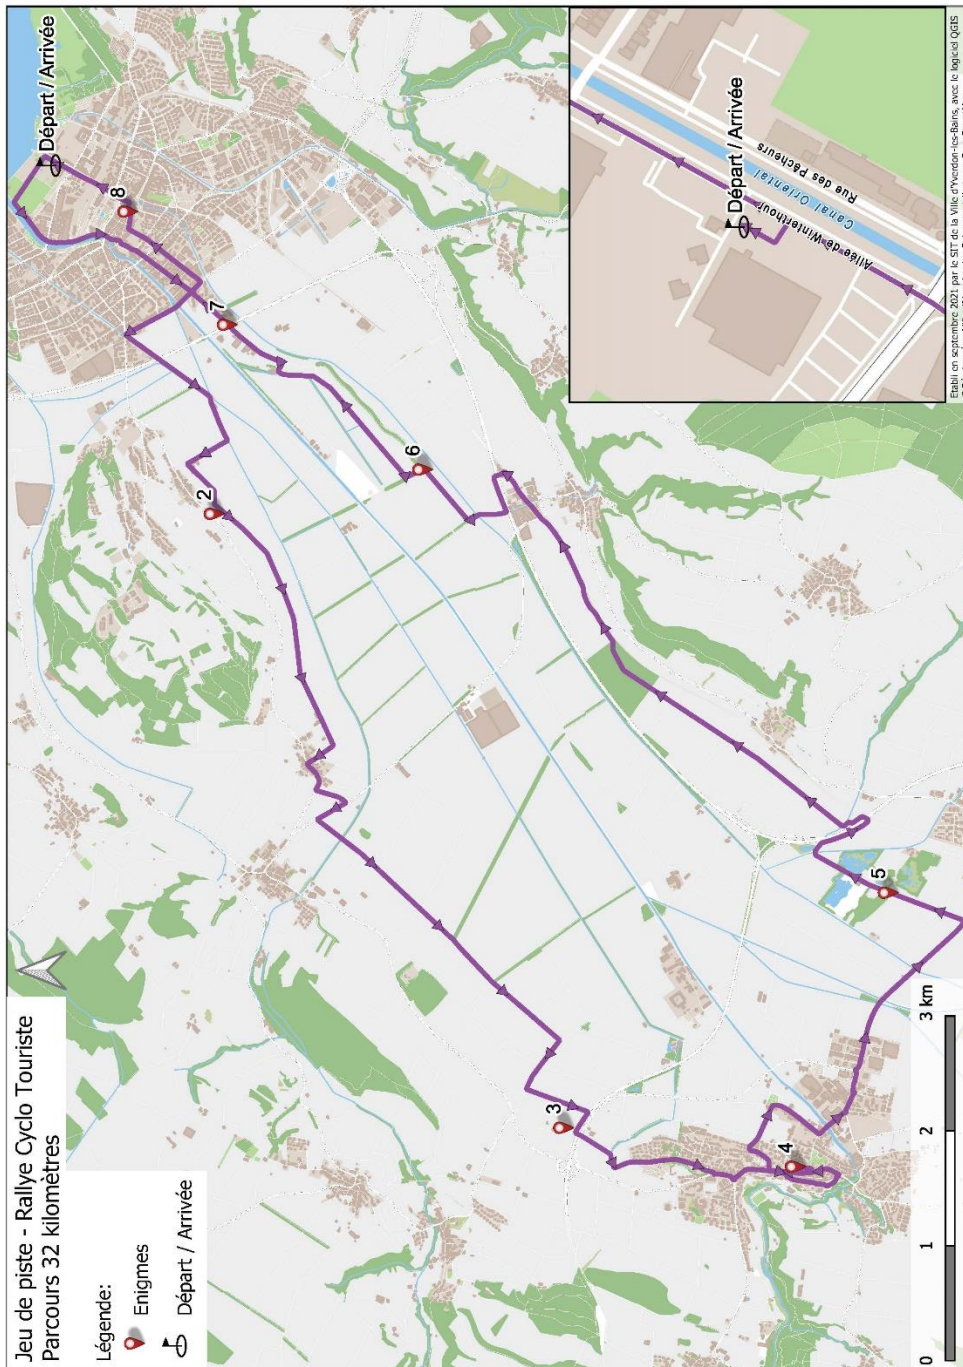 Jeu de piste - Rallye Cyclo Touriste
Parcours 32 kilomètres
Légende:
Enigmes
Départ / Arrivée
Départ / Arrivée
8
7
2
6
3
4
5
0
1
2
3 km
Départ / Arrivée
Allée de Winterthour
Canal Oriental
Rue des Pêcheurs
Etabli en septembre 2021 par le SIT de la Ville d'Yverdon-les-Bains, avec le logiciel QGIS